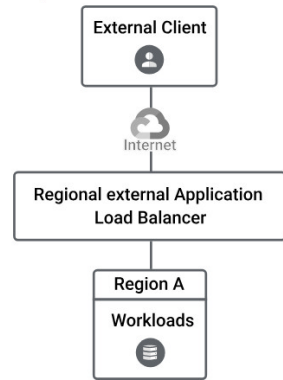 External Client
Internet
Regional external Application
Load Balancer
Region A
Workloads